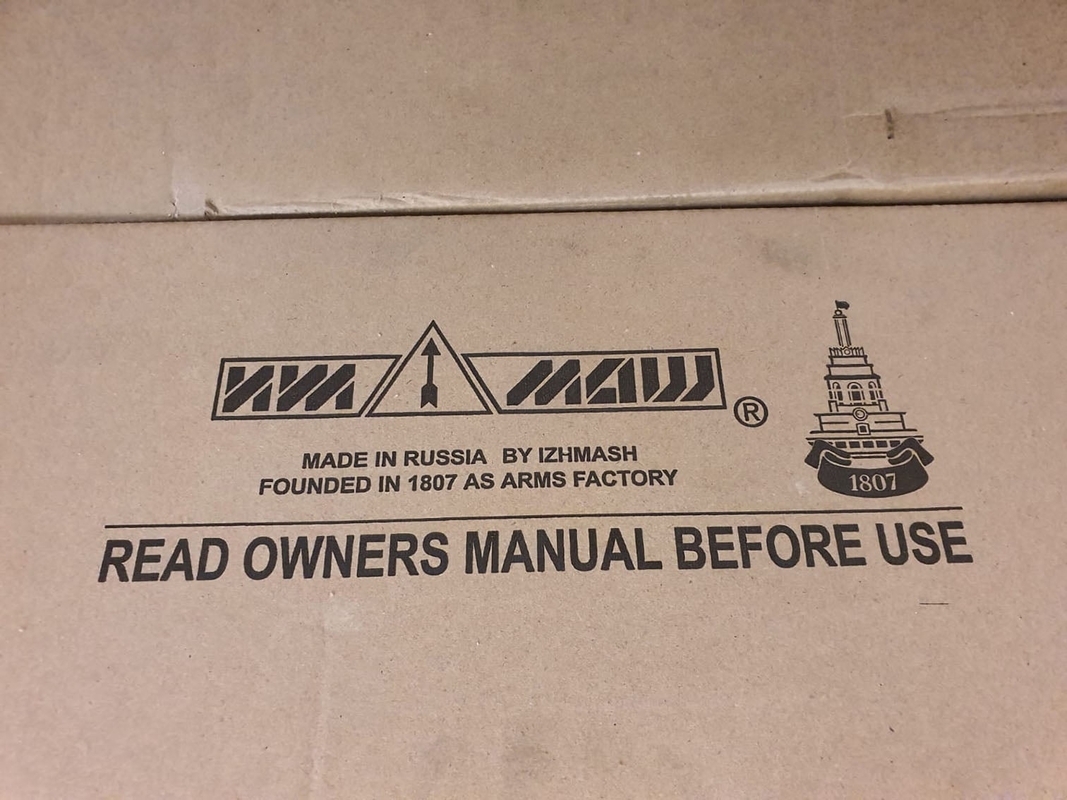 ИЖ МАШ ®
MADE IN RUSSIA BY IZHMASH
FOUNDED IN 1807 AS ARMS FACTORY
1807
READ OWNERS MANUAL BEFORE USE